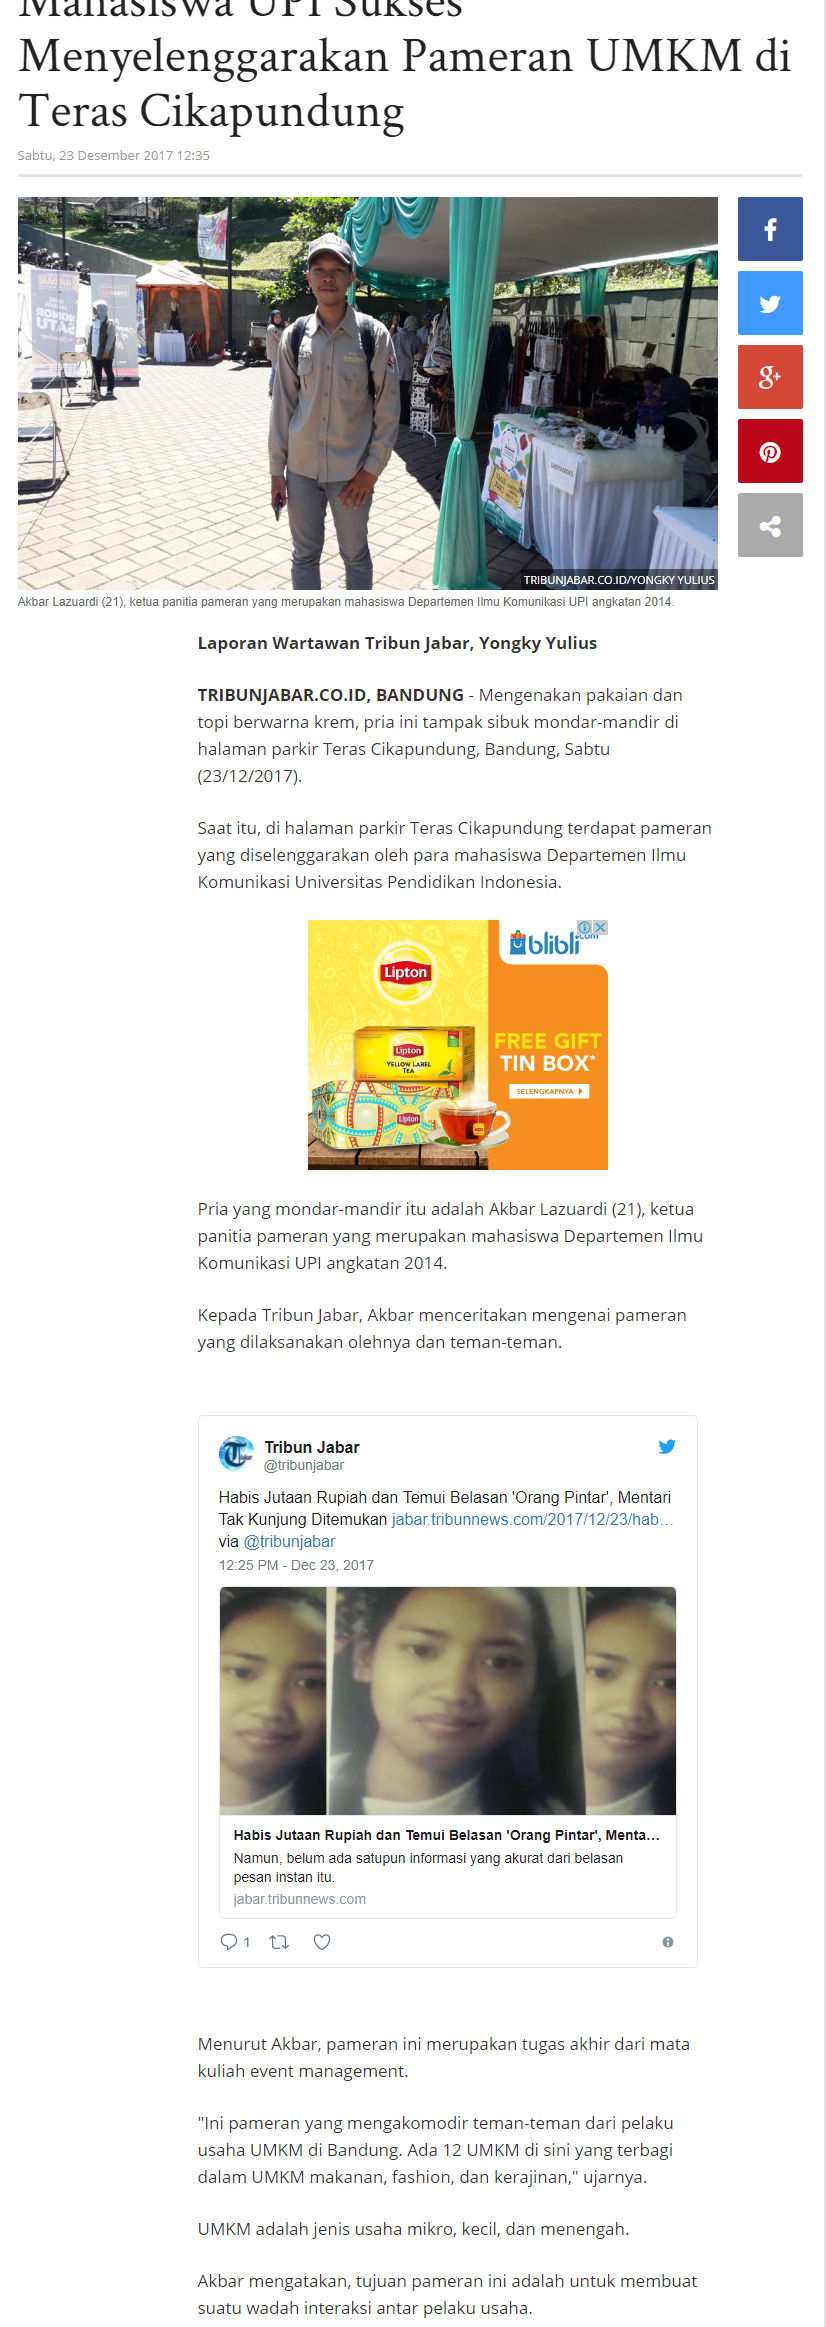 Mahasiswa UPI Sukses
Menyelenggarakan Pameran UMKM di
Teras Cikapundung
Sabtu, 23 Desember 2017 12:35
NOMOR
SATU
TRIBUNJABAR.CO.ID/YONGKY YULIUS
Akbar Lazuardi (21), ketua panitia pameran yang merupakan mahasiswa Departemen Ilmu Komunikasi UPI angkatan 2014.
Laporan Wartawan Tribun Jabar, Yongky Yulius
TRIBUNJABAR.CO.ID, BANDUNG - Mengenakan pakaian dan
topi berwarna krem, pria ini tampak sibuk mondar-mandir di
halaman parkir Teras Cikapundung, Bandung, Sabtu
(23/12/2017).
Saat itu, di halaman parkir Teras Cikapundung terdapat pameran
yang diselenggarakan oleh para mahasiswa Departemen Ilmu
Komunikasi Universitas Pendidikan Indonesia.
blibli.com
Lipton
Lipton
YELLOW LABEL
TEA
Lipton
FREE GIFT
TIN BOX*
SELENGKAPNYA
Pria yang mondar-mandir itu adalah Akbar Lazuardi (21), ketua
panitia pameran yang merupakan mahasiswa Departemen Ilmu
Komunikasi UPI angkatan 2014.
Kepada Tribun Jabar, Akbar menceritakan mengenai pameran
yang dilaksanakan olehnya dan teman-teman.
Tribun Jabar
@tribunjabar
Habis Jutaan Rupiah dan Temui Belasan 'Orang Pintar', Mentari
Tak Kunjung Ditemukan jabar.tribunnews.com/2017/12/23/hab…
via @tribunjabar
12:25 PM - Dec 23, 2017
Habis Jutaan Rupiah dan Temui Belasan 'Orang Pintar', Menta…
Namun, belum ada satupun informasi yang akurat dari belasan
pesan instan itu.
jabar.tribunnews.com
1
Menurut Akbar, pameran ini merupakan tugas akhir dari mata
kuliah event management.
"Ini pameran yang mengakomodir teman-teman dari pelaku
usaha UMKM di Bandung. Ada 12 UMKM di sini yang terbagi
dalam UMKM makanan, fashion, dan kerajinan," ujarnya.
UMKM adalah jenis usaha mikro, kecil, dan menengah.
Akbar mengatakan, tujuan pameran ini adalah untuk membuat
suatu wadah interaksi antar pelaku usaha.